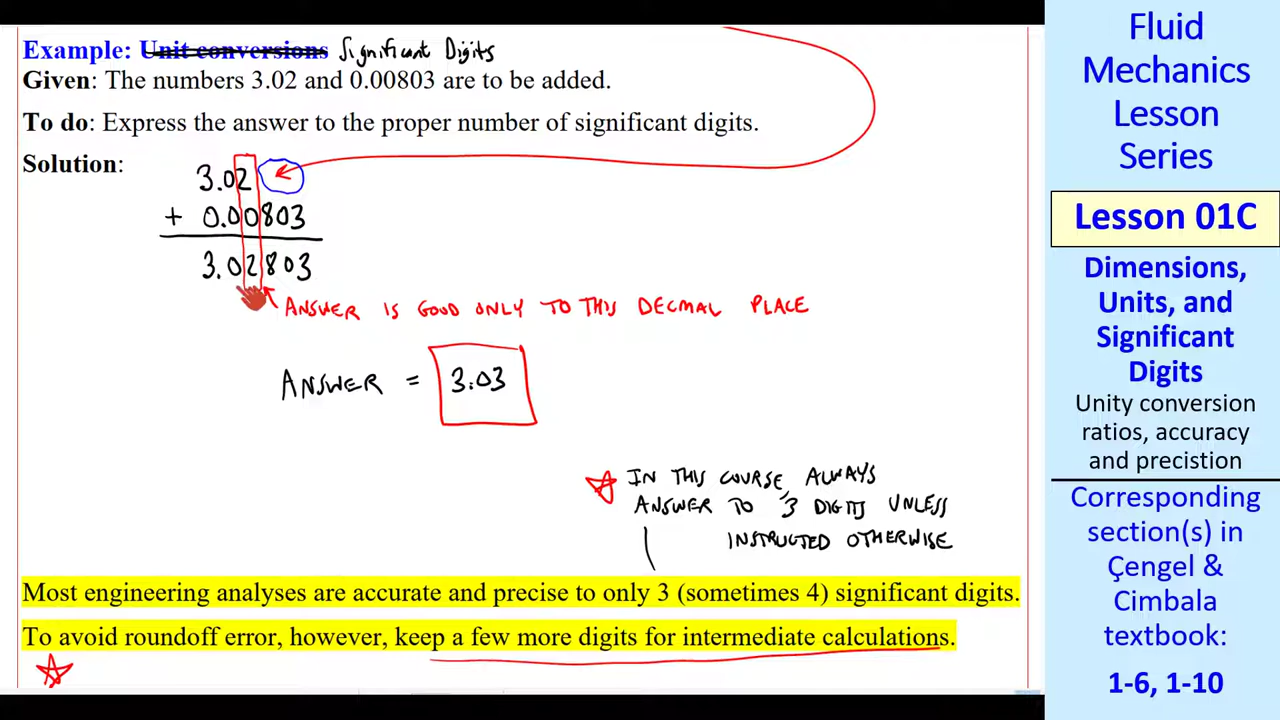 Example: Unit conversions Significant Digits
Given: The numbers 3.02 and 0.00803 are to be added.
To do: Express the answer to the proper number of significant digits.
Solution:
3.02
+ 0.00803
3.02803
ANSWER IS GOOD ONLY TO THIS DECMAL PLACE
ANSWER = 3.03
IN THIS COURSE, ALWAYS
ANSWER TO 3 DIGITS UNLESS
INSTRUCTED OTHERWISE
Most engineering analyses are accurate and precise to only 3 (sometimes 4) significant digits.
To avoid roundoff error, however, keep a few more digits for intermediate calculations.
Fluid
Mechanics
Lesson
Series
Lesson 01C
Dimensions,
Units, and
Significant
Digits
Unity conversion
ratios, accuracy
and precistion
Corresponding
section(s) in
Çengel &
Cimbala
textbook:
1-6, 1-10